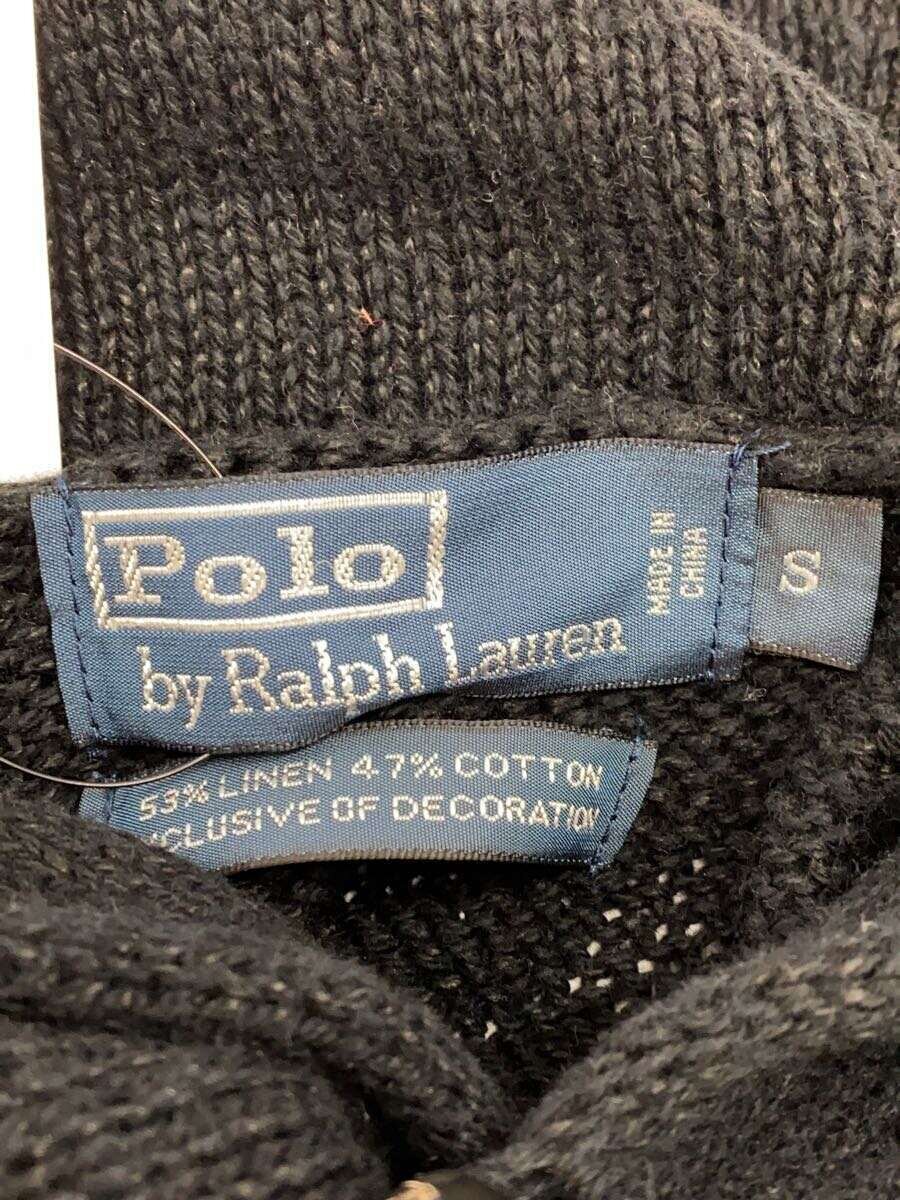 Polo
by Ralph Lauren
MADE IN
CHINA
S
53% LINEN 47% COTTON
CLUSIVE OF DECORATION